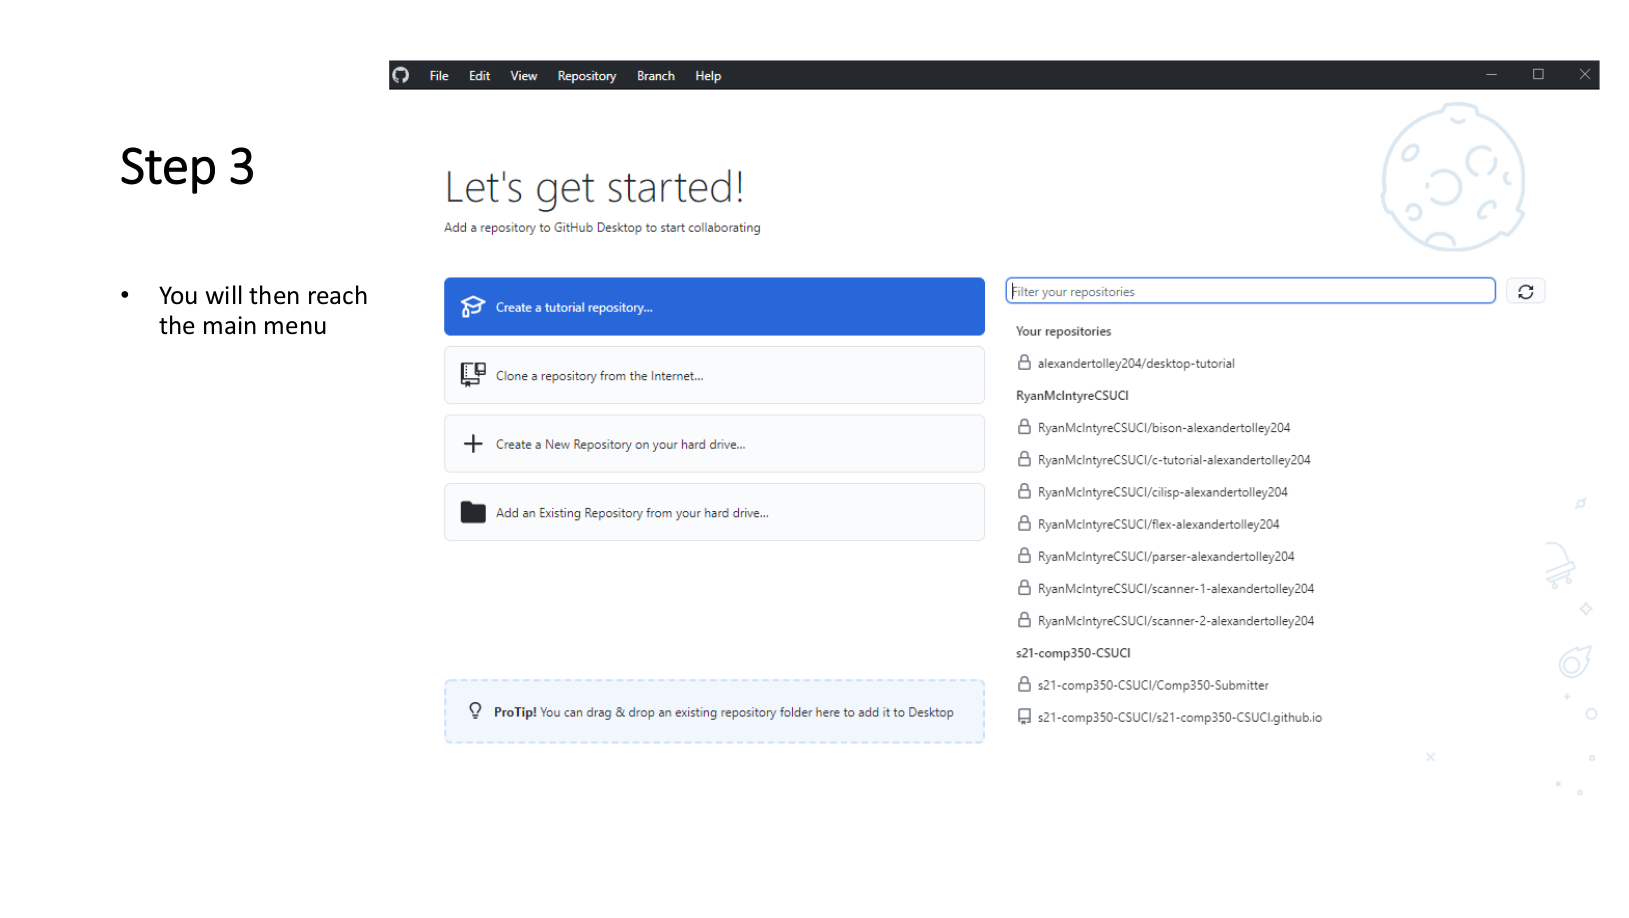 Step 3
• You will then reach
the main menu
File Edit View Repository Branch Help
Let's get started!
Add a repository to GitHub Desktop to start collaborating
Create a tutorial repository...
Clone a repository from the Internet...
Create a New Repository on your hard drive...
Add an Existing Repository from your hard drive...
ProTip! You can drag & drop an existing repository folder here to add it to Desktop
Filter your repositories
Your repositories
alexandertolley204/desktop-tutorial
RyanMcIntyreCSUCI
RyanMcIntyreCSUCI/bison-alexandertolley204
RyanMcIntyreCSUCI/c-tutorial-alexandertolley204
RyanMcIntyreCSUCI/cilisp-alexandertolley204
RyanMcIntyreCSUCI/flex-alexandertolley204
RyanMcIntyreCSUCI/parser-alexandertolley204
RyanMcIntyreCSUCI/scanner-1-alexandertolley204
RyanMcIntyreCSUCI/scanner-2-alexandertolley204
s21-comp350-CSUCI
s21-comp350-CSUCI/Comp350-Submitter
s21-comp350-CSUCI/s21-comp350-CSUCI.github.io